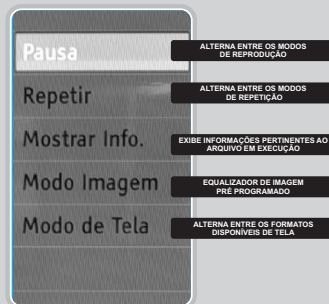 Pausa
ALTERNA ENTRE OS MODOS
DE REPRODUÇÃO
Repetir
ALTERNA ENTRE OS MODOS
DE REPETIÇÃO
Mostrar Info.
EXIBE INFORMAÇÕES PERTINENTES AO
ARQUIVO EM EXECUÇÃO
Modo Imagem
EQUALIZADOR DE IMAGEM
PRÉ PROGRAMADO
Modo de Tela
ALTERNA ENTRE OS FORMATOS
DISPONÍVEIS DE TELA